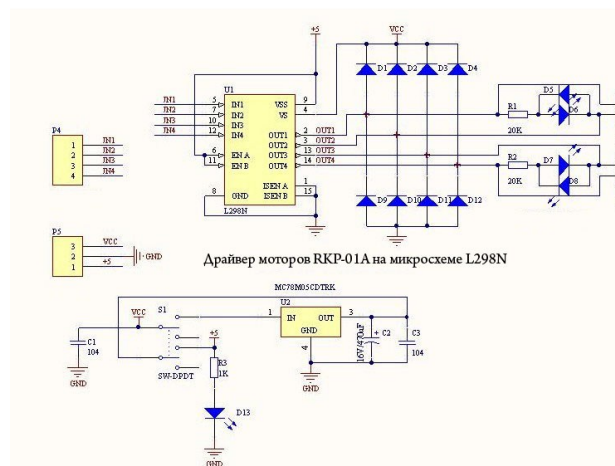 +5
VCC
D1
D2
D3
D4
U1
IN1
IN2
IN3
IN4
5
7
10
12
IN1
IN2
IN3
IN4
VSS
VS
9
4
OUT1
OUT2
OUT3
OUT4
2
3
13
14
OUT1
OUT2
OUT3
OUT4
6
11
EN A
EN B
ISEN A
ISEN B
1
15
8
GND
L298N
GND
D5
D6
R1
20K
R2
20K
D7
D8
D9
D10
D11
D12
GND
P4
1
2
3
4
IN1
IN2
IN3
IN4
P5
3
2
1
VCC
GND
+5
Драйвер моторов RKP-01A на микросхеме L298N
MC78M05CDTRK
U2
1
IN
OUT
3
GND
4
GND
VCC
S1
C1
104
GND
SW-DPDT
+5
R3
1K
D13
GND
C2
16V/470uF
C3
104
GND